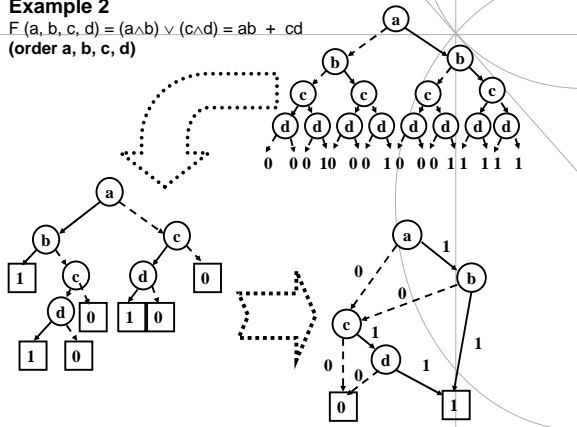 Example 2
F (a, b, c, d) = (a∧b) ∨ (c∧d) = ab + cd
(order a, b, c, d)
a
b b
c c c c
d d d d d d d d
0 0 0 1 0 0 0 1 0 0 0 1 1 1 1 1
a
b c
1 c d 0
d 0 1 0
1 0
a
1
0 b
0
c 1 1
0 d 1
0
0 1